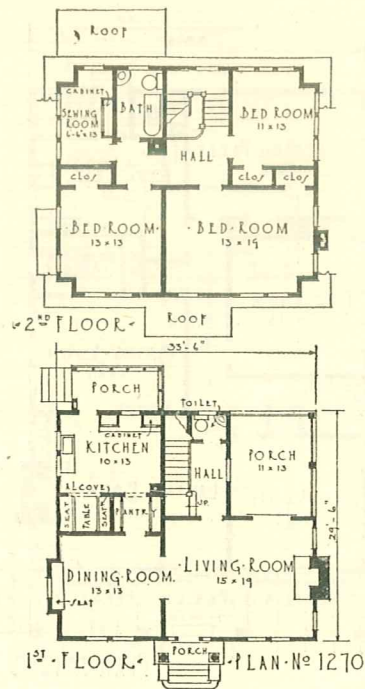 ROOF
CABINET
SEWING
ROOM
6'-6" x 13
BATH
BED ROOM
11 x 13
HALL
CLOS
CLOS
CLOS
BED ROOM
13 x 13
BED ROOM
13 x 19
2ND FLOOR
ROOF
33'-6"
PORCH
TOILET
CABINET
KITCHEN
10 x 13
HALL
PORCH
11 x 13
ALCOVE
SEAT
TABLE
SEAT
PANTRY
UP
29'-6"
DINING ROOM
13 x 13
LIVING ROOM
15 x 19
SEAT
PORCH
1ST FLOOR
PLAN Nº 1270